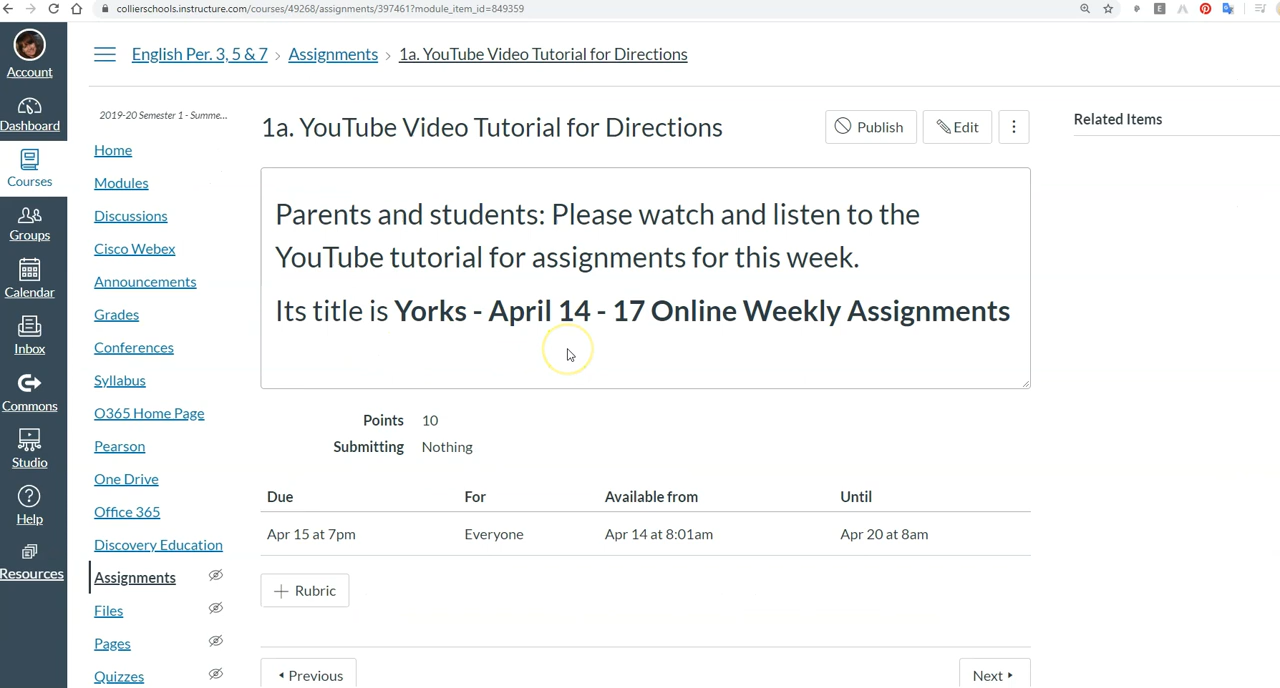 collierschools.instructure.com/courses/49268/assignments/397461?module_item_id=849359
Account
Dashboard
Courses
Groups
Calendar
Inbox
Commons
Studio
Help
Resources
English Per. 3, 5 & 7 › Assignments › 1a. YouTube Video Tutorial for Directions
2019-20 Semester 1 - Summe...
Home
Modules
Discussions
Cisco Webex
Announcements
Grades
Conferences
Syllabus
O365 Home Page
Pearson
One Drive
Office 365
Discovery Education
Assignments
Files
Pages
Quizzes
1a. YouTube Video Tutorial for Directions
Publish
Edit
Parents and students: Please watch and listen to the
YouTube tutorial for assignments for this week.
Its title is Yorks - April 14 - 17 Online Weekly Assignments
Points 10
Submitting Nothing
Due For Available from Until
Apr 15 at 7pm Everyone Apr 14 at 8:01am Apr 20 at 8am
+ Rubric
Previous
Next
Related Items